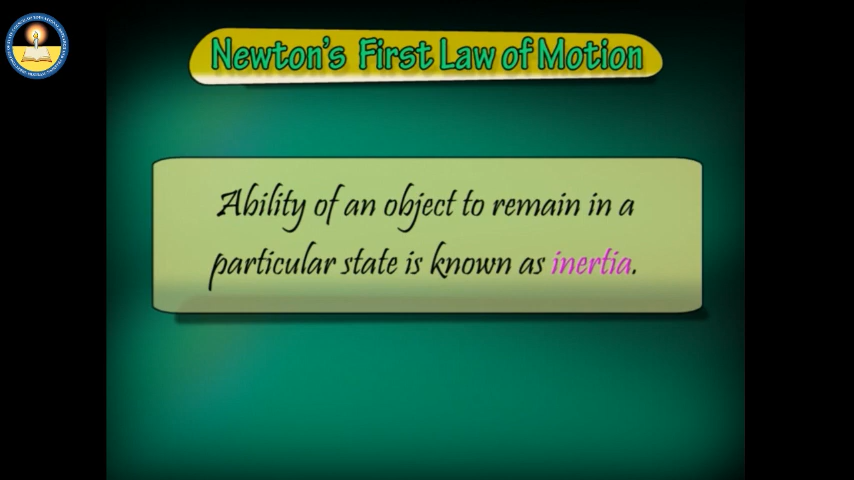 Newton's First Law of Motion
Ability of an object to remain in a
particular state is known as inertia.